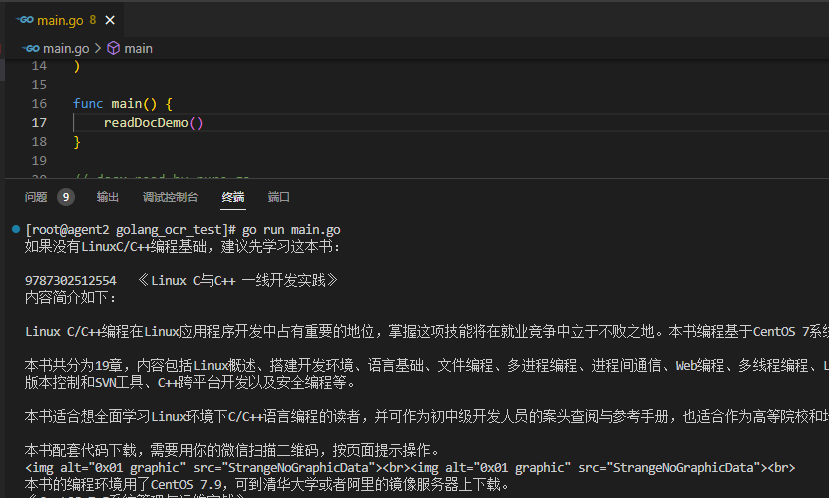 main.go 8
main.go > main
14 )
15
16 func main() {
17 readDocDemo()
18 }
19
问题 9 输出 调试控制台 终端 端口
[root@agent2 golang_ocr_test]# go run main.go
如果没有LinuxC/C++编程基础，建议先学习这本书：
9787302512554 《Linux C与C++ 一线开发实践》
内容简介如下：
Linux C/C++编程在Linux应用程序开发中占有重要的地位，掌握这项技能将在就业竞争中立于不败之地。本书编程基于CentOS 7系统
本书共分为19章，内容包括Linux概述、搭建开发环境、语言基础、文件编程、多进程编程、进程间通信、Web编程、多线程编程、L
版本控制和SVN工具、C++跨平台开发以及安全编程等。
本书适合想全面学习Linux环境下C/C++语言编程的读者，并可作为初中级开发人员的案头查阅与参考手册，也适合作为高等院校和
本书配套代码下载，需要用你的微信扫描二维码，按页面提示操作。
<img alt="0x01 graphic" src="StrangeNoGraphicData"><br><img alt="0x01 graphic" src="StrangeNoGraphicData"><br>
本书的编程环境用了CentOS 7.9，可到清华大学或者阿里的镜像服务器上下载。